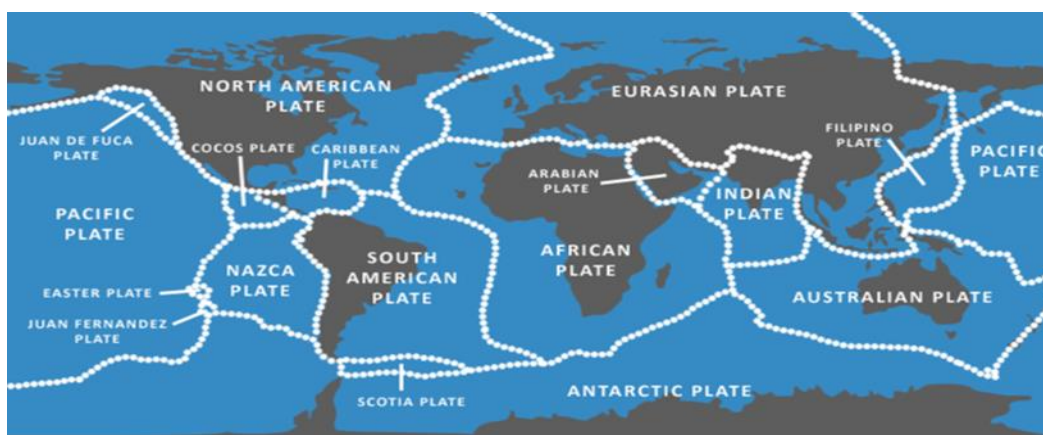 NORTH AMERICAN
PLATE
EURASIAN PLATE
JUAN DE FUCA
PLATE
COCOS PLATE
CARIBBEAN
PLATE
FILIPINO
PLATE
PACIFIC
PLATE
ARABIAN
PLATE
INDIAN
PLATE
PACIFIC
PLATE
NAZCA
PLATE
SOUTH
AMERICAN
PLATE
AFRICAN
PLATE
EASTER PLATE
AUSTRALIAN PLATE
JUAN FERNANDEZ
PLATE
SCOTIA PLATE
ANTARCTIC PLATE